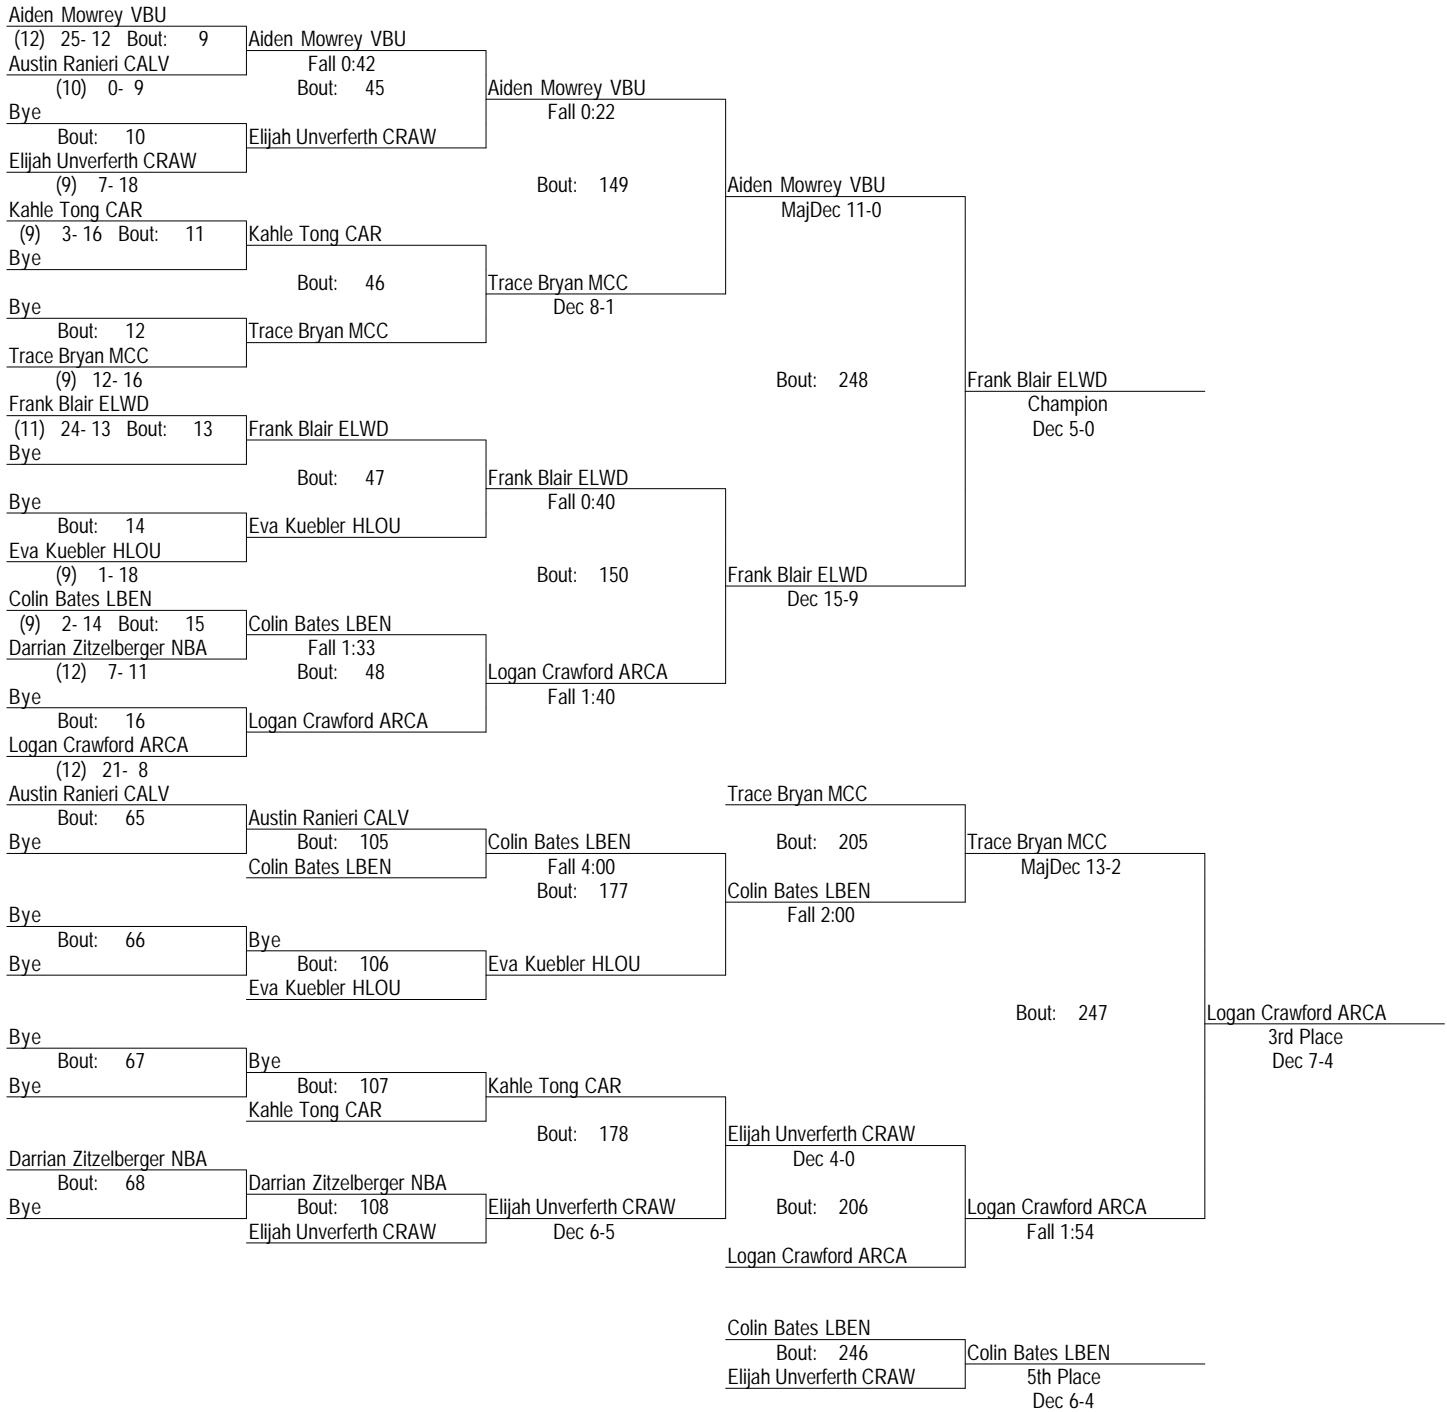 Aiden Mowrey VBU
(12) 25- 12 Bout: 9 Aiden Mowrey VBU
Austin Ranieri CALV Fall 0:42
(10) 0- 9 Bout: 45 Aiden Mowrey VBU
Bye Fall 0:22
Bout: 10 Elijah Unverferth CRAW
Elijah Unverferth CRAW
(9) 7- 18 Bout: 149 Aiden Mowrey VBU
Kahle Tong CAR MajDec 11-0
(9) 3- 16 Bout: 11 Kahle Tong CAR
Bye
Bout: 46 Trace Bryan MCC
Bye Dec 8-1
Bout: 12 Trace Bryan MCC
Trace Bryan MCC
(9) 12- 16 Bout: 248 Frank Blair ELWD
Frank Blair ELWD Champion
(11) 24- 13 Bout: 13 Frank Blair ELWD Dec 5-0
Bye
Bout: 47 Frank Blair ELWD
Bye Fall 0:40
Bout: 14 Eva Kuebler HLOU
Eva Kuebler HLOU
(9) 1- 18 Bout: 150 Frank Blair ELWD
Colin Bates LBEN Dec 15-9
(9) 2- 14 Bout: 15 Colin Bates LBEN
Darrian Zitzelberger NBA Fall 1:33
(12) 7- 11 Bout: 48 Logan Crawford ARCA
Bye Fall 1:40
Bout: 16 Logan Crawford ARCA
Logan Crawford ARCA
(12) 21- 8
Austin Ranieri CALV Trace Bryan MCC
Bout: 65 Austin Ranieri CALV
Bye Bout: 105 Colin Bates LBEN Bout: 205 Trace Bryan MCC
Colin Bates LBEN Fall 4:00 MajDec 13-2
Bout: 177 Colin Bates LBEN
Bye Fall 2:00
Bout: 66 Bye
Bye Bout: 106 Eva Kuebler HLOU
Eva Kuebler HLOU
Bout: 247 Logan Crawford ARCA
Bye 3rd Place
Bout: 67 Bye Dec 7-4
Bye Bout: 107 Kahle Tong CAR
Kahle Tong CAR
Bout: 178 Elijah Unverferth CRAW
Darrian Zitzelberger NBA Dec 4-0
Bout: 68 Darrian Zitzelberger NBA
Bye Bout: 108 Elijah Unverferth CRAW Bout: 206 Logan Crawford ARCA
Elijah Unverferth CRAW Dec 6-5 Fall 1:54
Logan Crawford ARCA
Colin Bates LBEN
Bout: 246 Colin Bates LBEN
Elijah Unverferth CRAW 5th Place
Dec 6-4